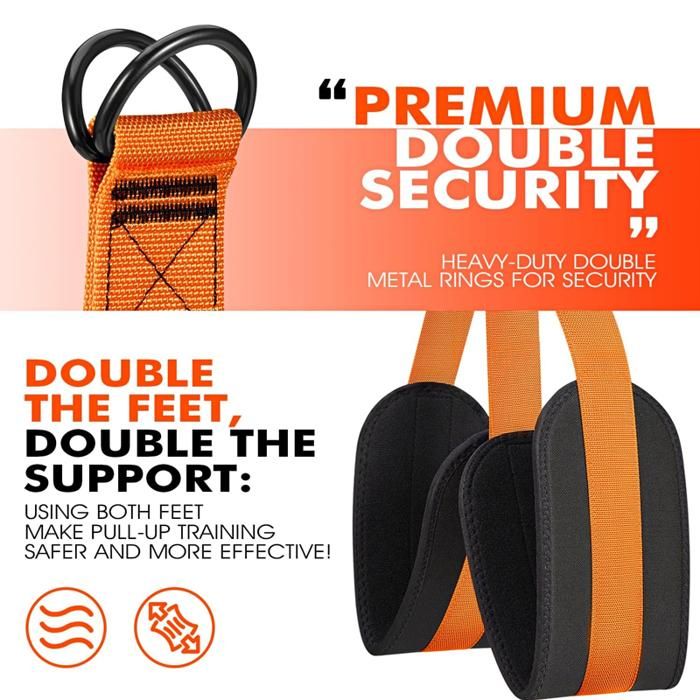 “PREMIUM
DOUBLE
SECURITY
”
HEAVY-DUTY DOUBLE
METAL RINGS FOR SECURITY
DOUBLE
THE FEET,
DOUBLE THE
SUPPORT:
USING BOTH FEET
MAKE PULL-UP TRAINING
SAFER AND MORE EFFECTIVE!